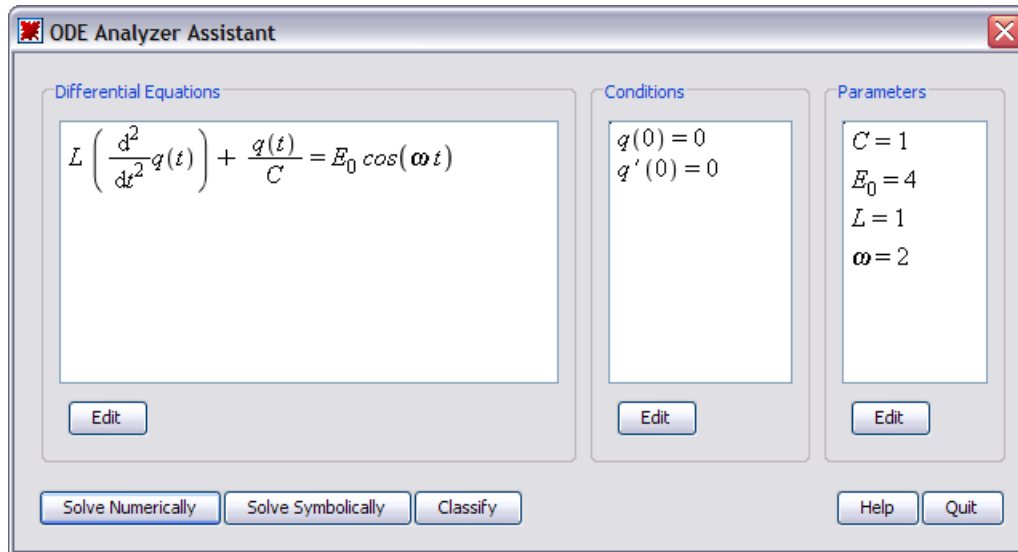 ODE Analyzer Assistant
Differential Equations
L ( d²/dt² q(t) ) + q(t)/C = E₀ cos(ω t)
Edit
Conditions
q(0) = 0
q′(0) = 0
Edit
Parameters
C = 1
E₀ = 4
L = 1
ω = 2
Edit
Solve Numerically Solve Symbolically Classify Help Quit